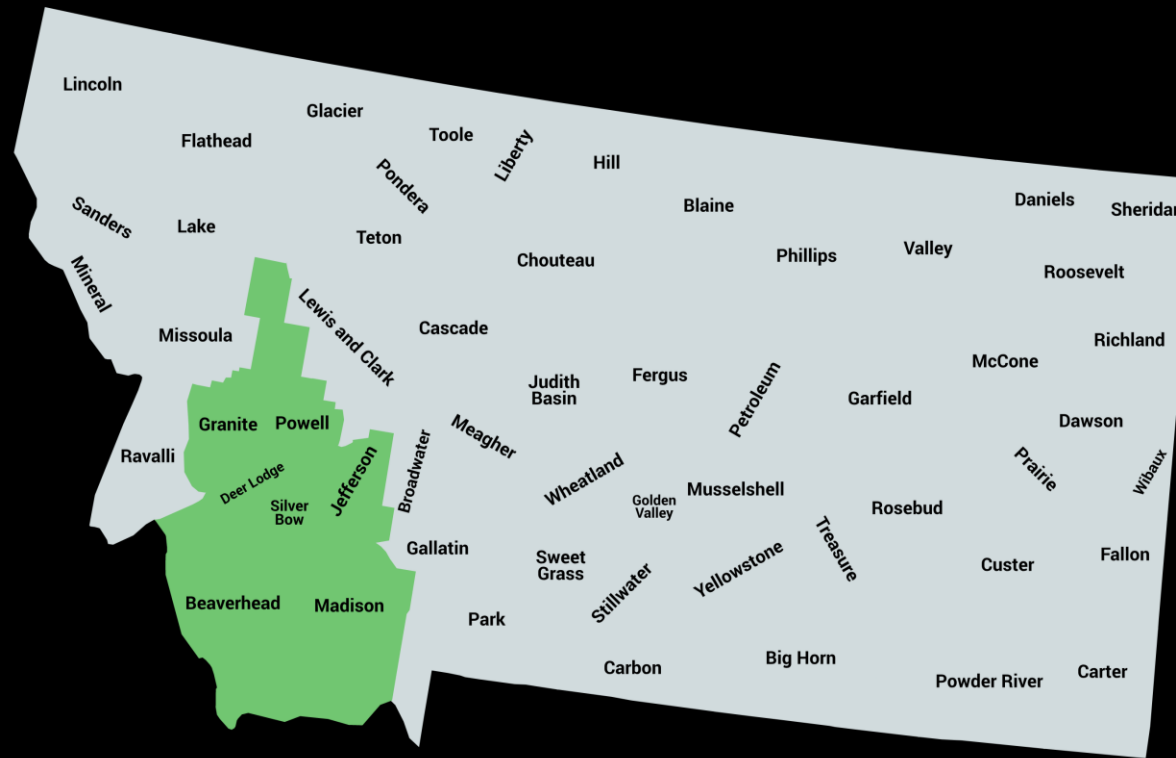 Lincoln
Glacier
Flathead
Toole
Liberty
Hill
Pondera
Blaine
Daniels
Sheridan
Sanders
Lake
Teton
Chouteau
Phillips
Valley
Roosevelt
Mineral
Missoula
Lewis and Clark
Cascade
Richland
McCone
Judith
Basin
Fergus
Petroleum
Garfield
Granite
Powell
Meagher
Dawson
Ravalli
Deer Lodge
Jefferson
Broadwater
Wheatland
Musselshell
Prairie
Wibaux
Silver
Bow
Golden
Valley
Rosebud
Gallatin
Sweet
Grass
Stillwater
Yellowstone
Treasure
Custer
Fallon
Beaverhead
Madison
Park
Carbon
Big Horn
Powder River
Carter